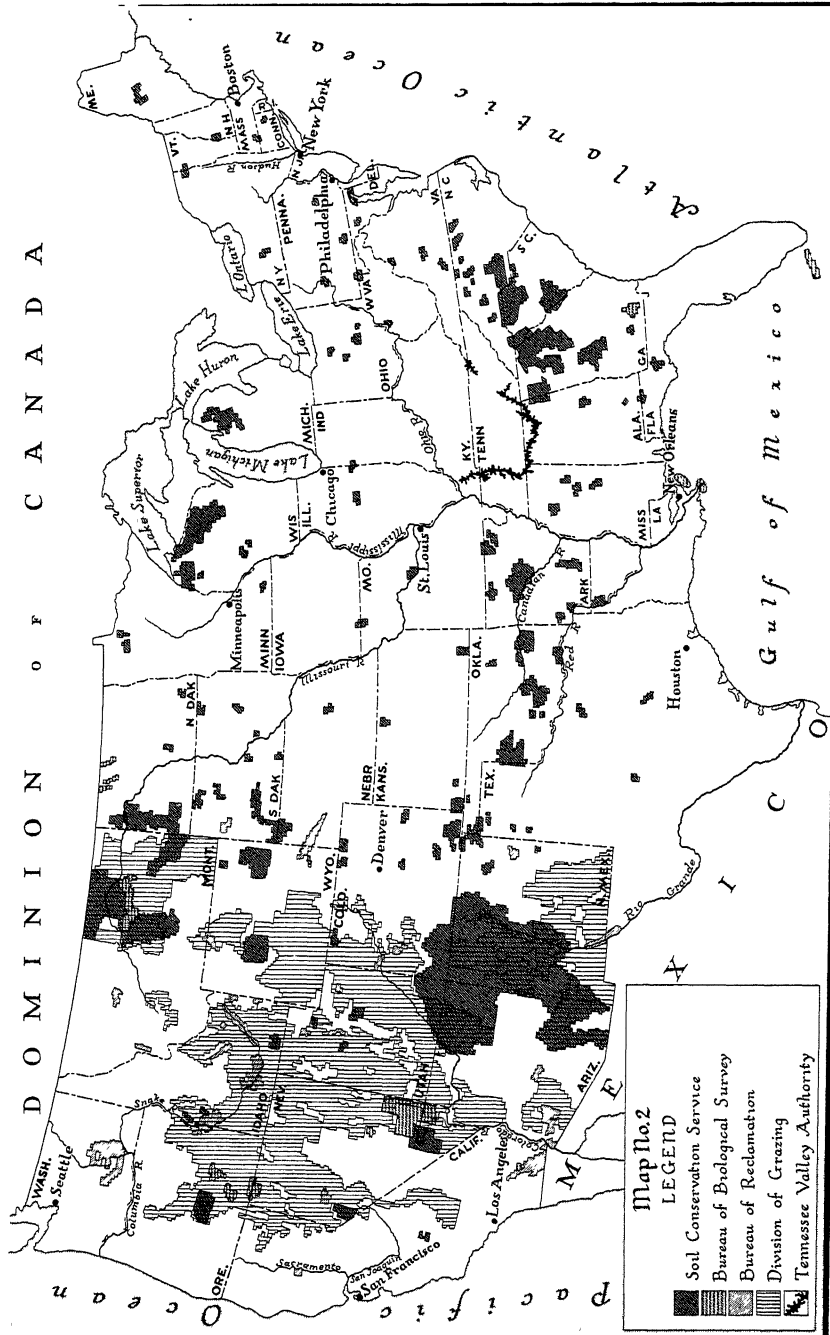 DOMINION OF CANADA
Pacific Ocean
Atlantic Ocean
Gulf of Mexico
MEXICO
WASH.
Seattle
Columbia R
Snake
ORE.
IDAHO
NEV.
Sacramento
San Joaquin
San Francisco
CALIF.
Los Angeles
Colorado
UTAH
ARIZ.
MONT.
WYO.
COLO.
Denver
N. MEX.
Rio Grande
N DAK
S DAK
NEBR
KANS.
TEX.
OKLA.
Missouri R
Canadian R
Red R
Houston
Minneapolis
MINN
IOWA
MO.
St. Louis
ARK
Mississippi R
WIS
ILL.
Chicago
Lake Superior
Lake Michigan
Lake Huron
MICH.
IND
OHIO
Ohio R
KY.
TENN
MISS
LA
New Orleans
ALA
FLA
GA
S C.
VA
N C
W VA
Lake Erie
L Ontario
N Y
PENNA.
Philadelphia
DEL.
N J
New York
Hudson R
VT.
N H
MASS
CONN.
R I
Boston
ME.
Map No. 2
LEGEND
Soil Conservation Service
Bureau of Biological Survey
Bureau of Reclamation
Division of Grazing
Tennessee Valley Authority